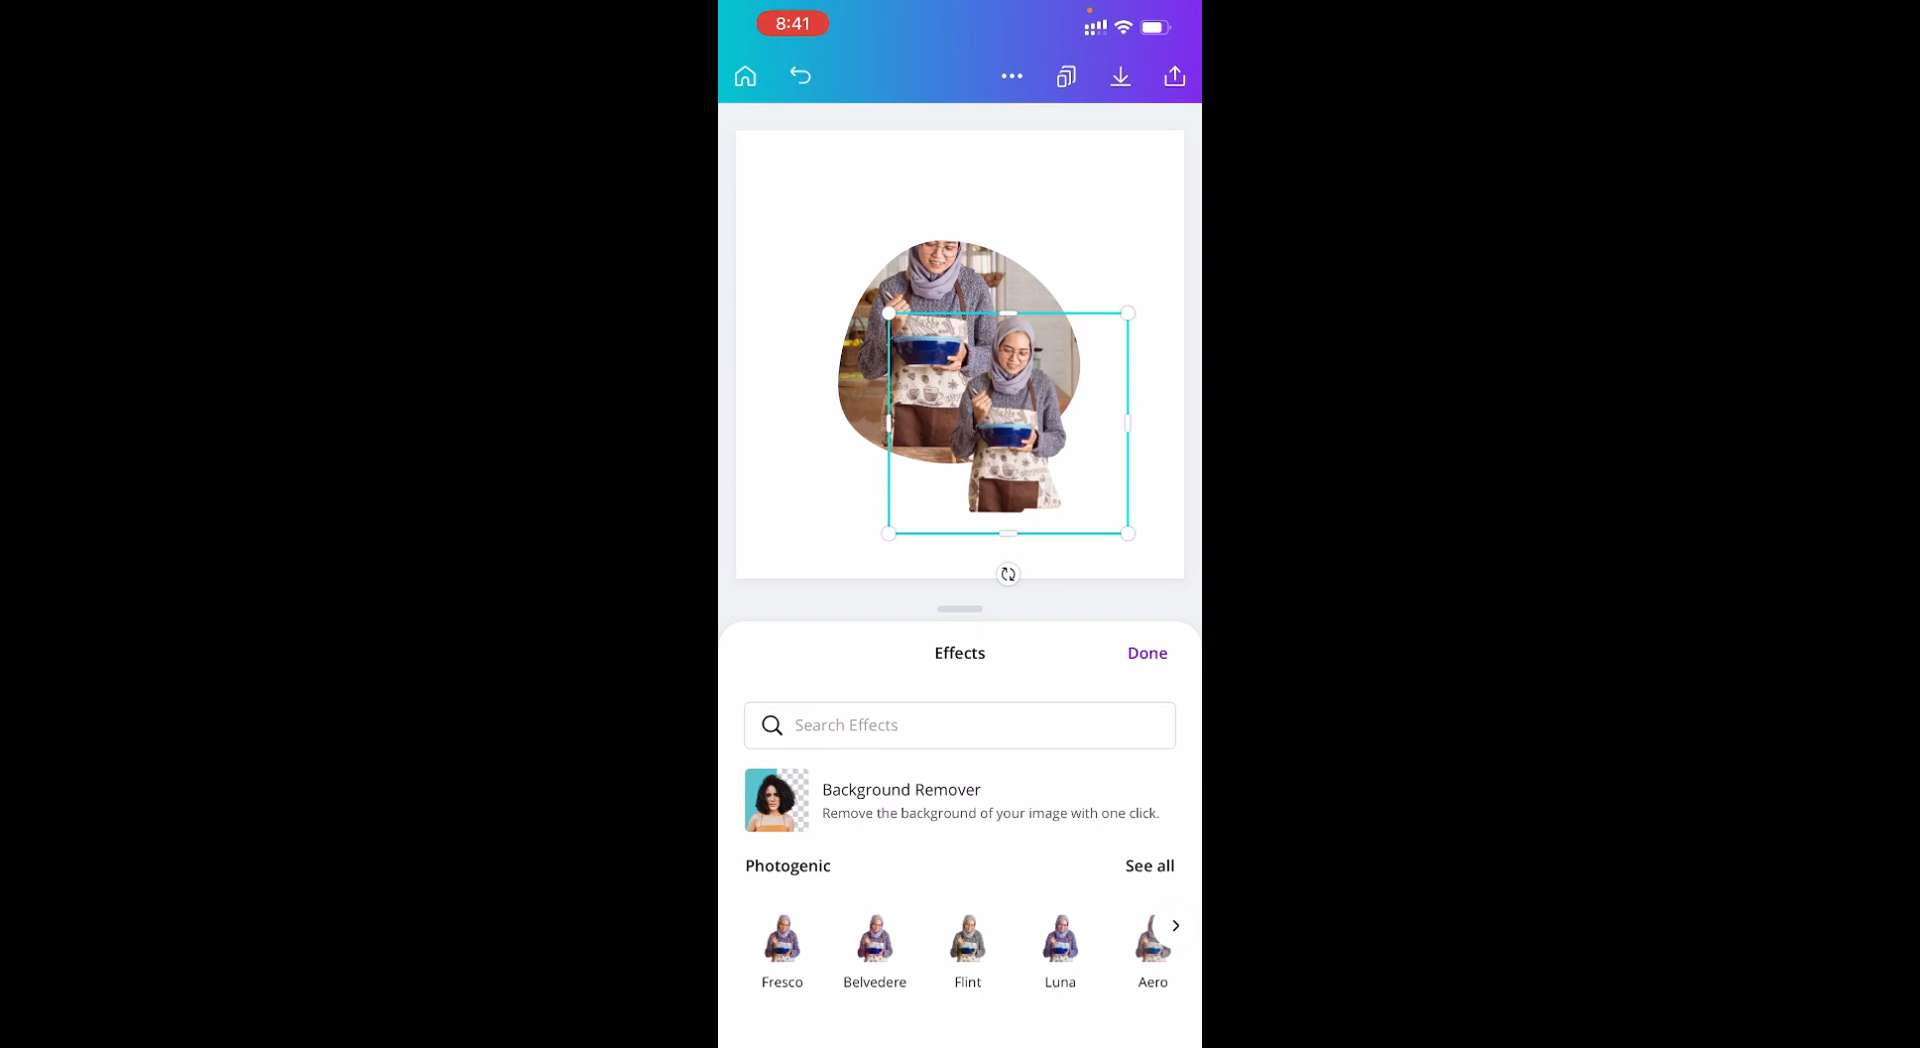 8:41
Effects
Done
Search Effects
Background Remover
Remove the background of your image with one click.
Photogenic
See all
Fresco
Belvedere
Flint
Luna
Aero